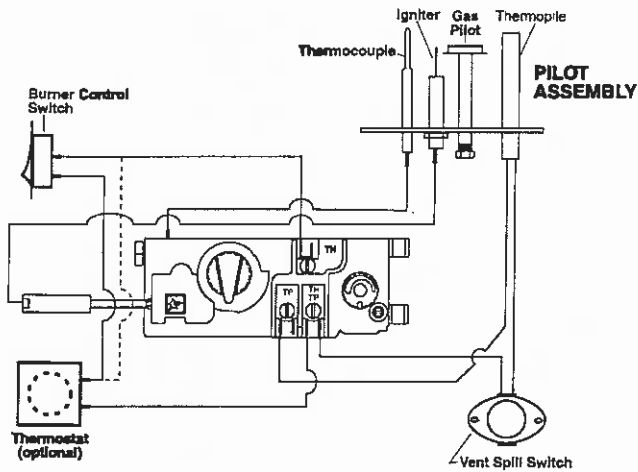 Igniter
Gas
Pilot
Thermopile
Thermocouple
PILOT
ASSEMBLY
Burner Control
Switch
TH
TP
TH
TP
Thermostat
(optional)
Vent Spill Switch